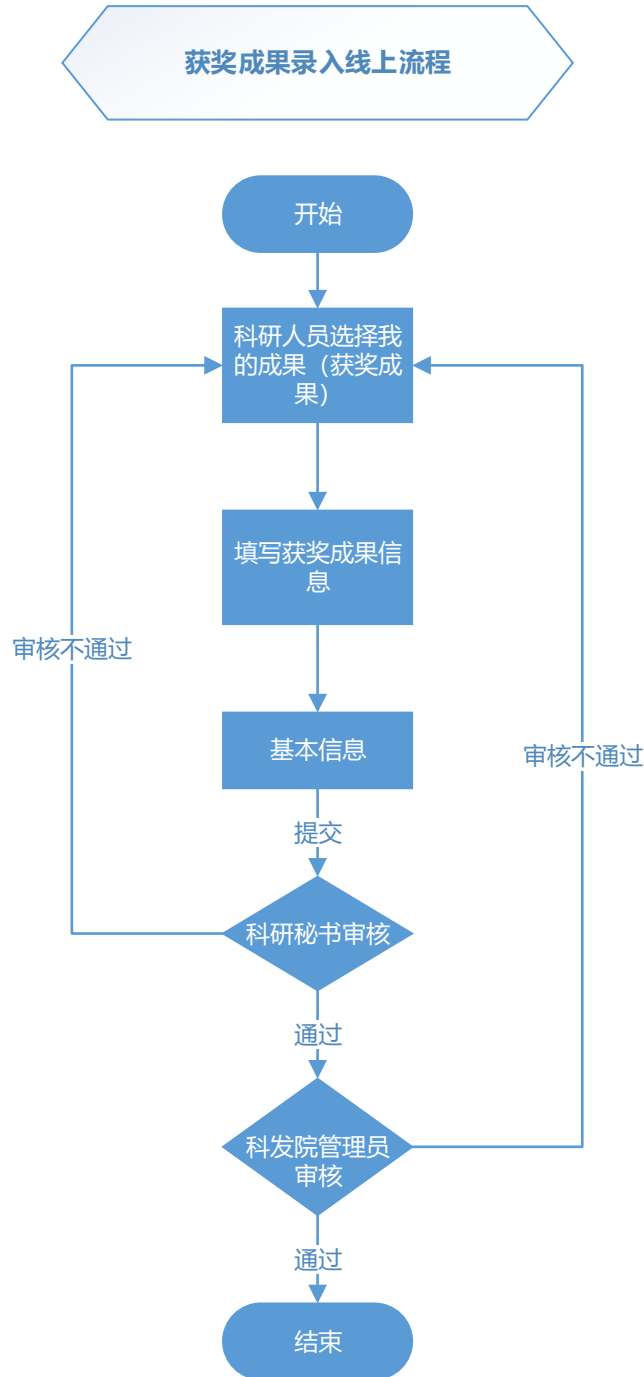 获奖成果录入线上流程
开始
科研人员选择我
的成果（获奖成
果）
填写获奖成果信
息
审核不通过
基本信息
审核不通过
提交
科研秘书审核
通过
科发院管理员
审核
通过
结束